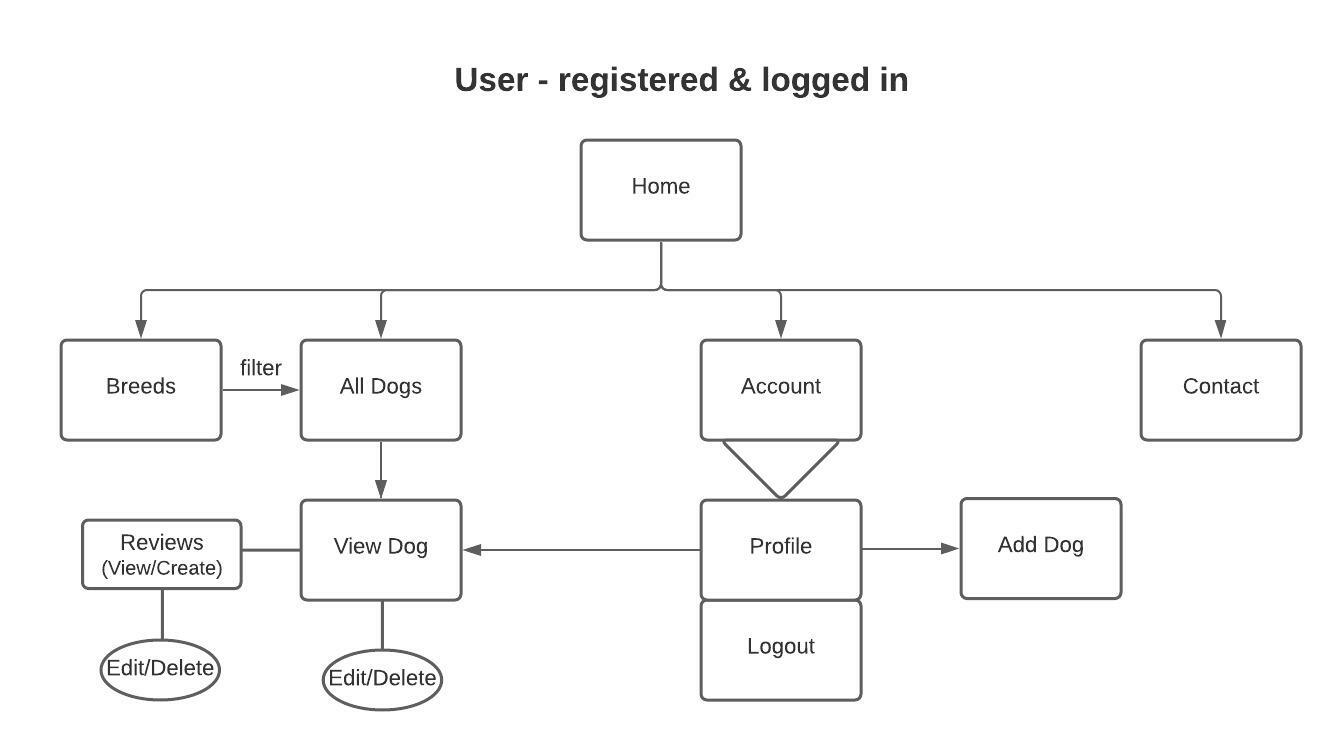 User - registered & logged in
Home
filter
Breeds
All Dogs
Account
Contact
Reviews
(View/Create)
View Dog
Profile
Add Dog
Logout
Edit/Delete
Edit/Delete